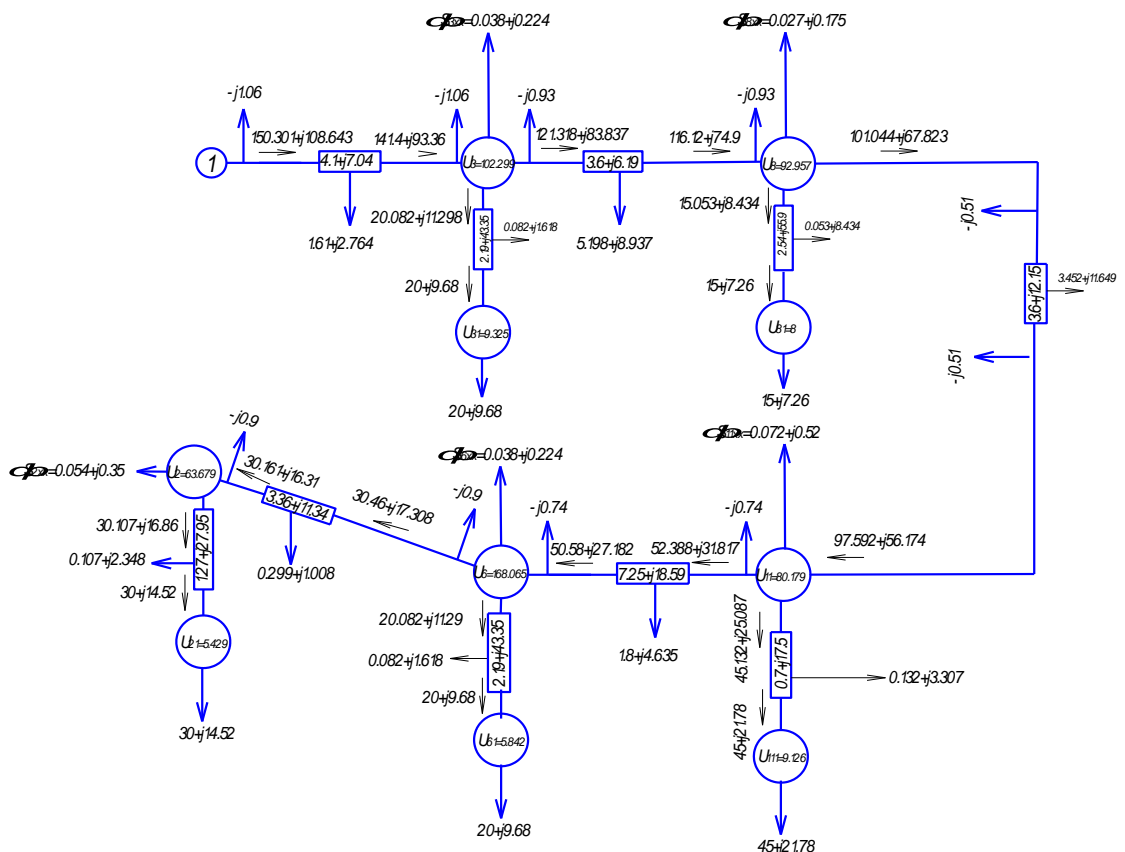 =0.038+j0.224
=0.027+j0.175
-j1.06
-j1.06
-j0.93
-j0.93
150.301+j108.643
141.4+j93.36
121.318+j83.837
116.12+j74.9
101.044+j67.823
1
4.1+j7.04
U3=102.299
3.6+j6.19
U8=92.957
1.61+j2.764
20.082+j11.298
2.19+j43.35
0.082+j1.618
5.198+j8.937
15.053+j8.434
2.54+j55.9
0.053+j8.434
-j0.51
3.6+j12.15
3.452+j11.649
20+j9.68
15+j7.26
U31=9.325
U81=8
-j0.51
20+j9.68
15+j7.26
-j0.9
=0.054+j0.35
U2=63.679
30.161+j16.31
3.36+j11.34
30.46+j17.308
=0.038+j0.224
-j0.9
-j0.74
=0.072+j0.52
-j0.74
30.107+j16.86
127+j27.95
0.107+j2.348
30+j14.52
0.299+j1.008
U6=168.065
50.58+j27.182
7.25+j18.59
52.388+j31.817
U11=80.179
97.592+j56.174
U21=5.429
20.082+j11.29
2.19+j43.35
0.082+j1.618
20+j9.68
1.8+j4.635
45.132+j25.087
0.7+j17.5
0.132+j3.307
45+j21.78
30+j14.52
U61=5.842
U111=9.126
20+j9.68
45+j21.78